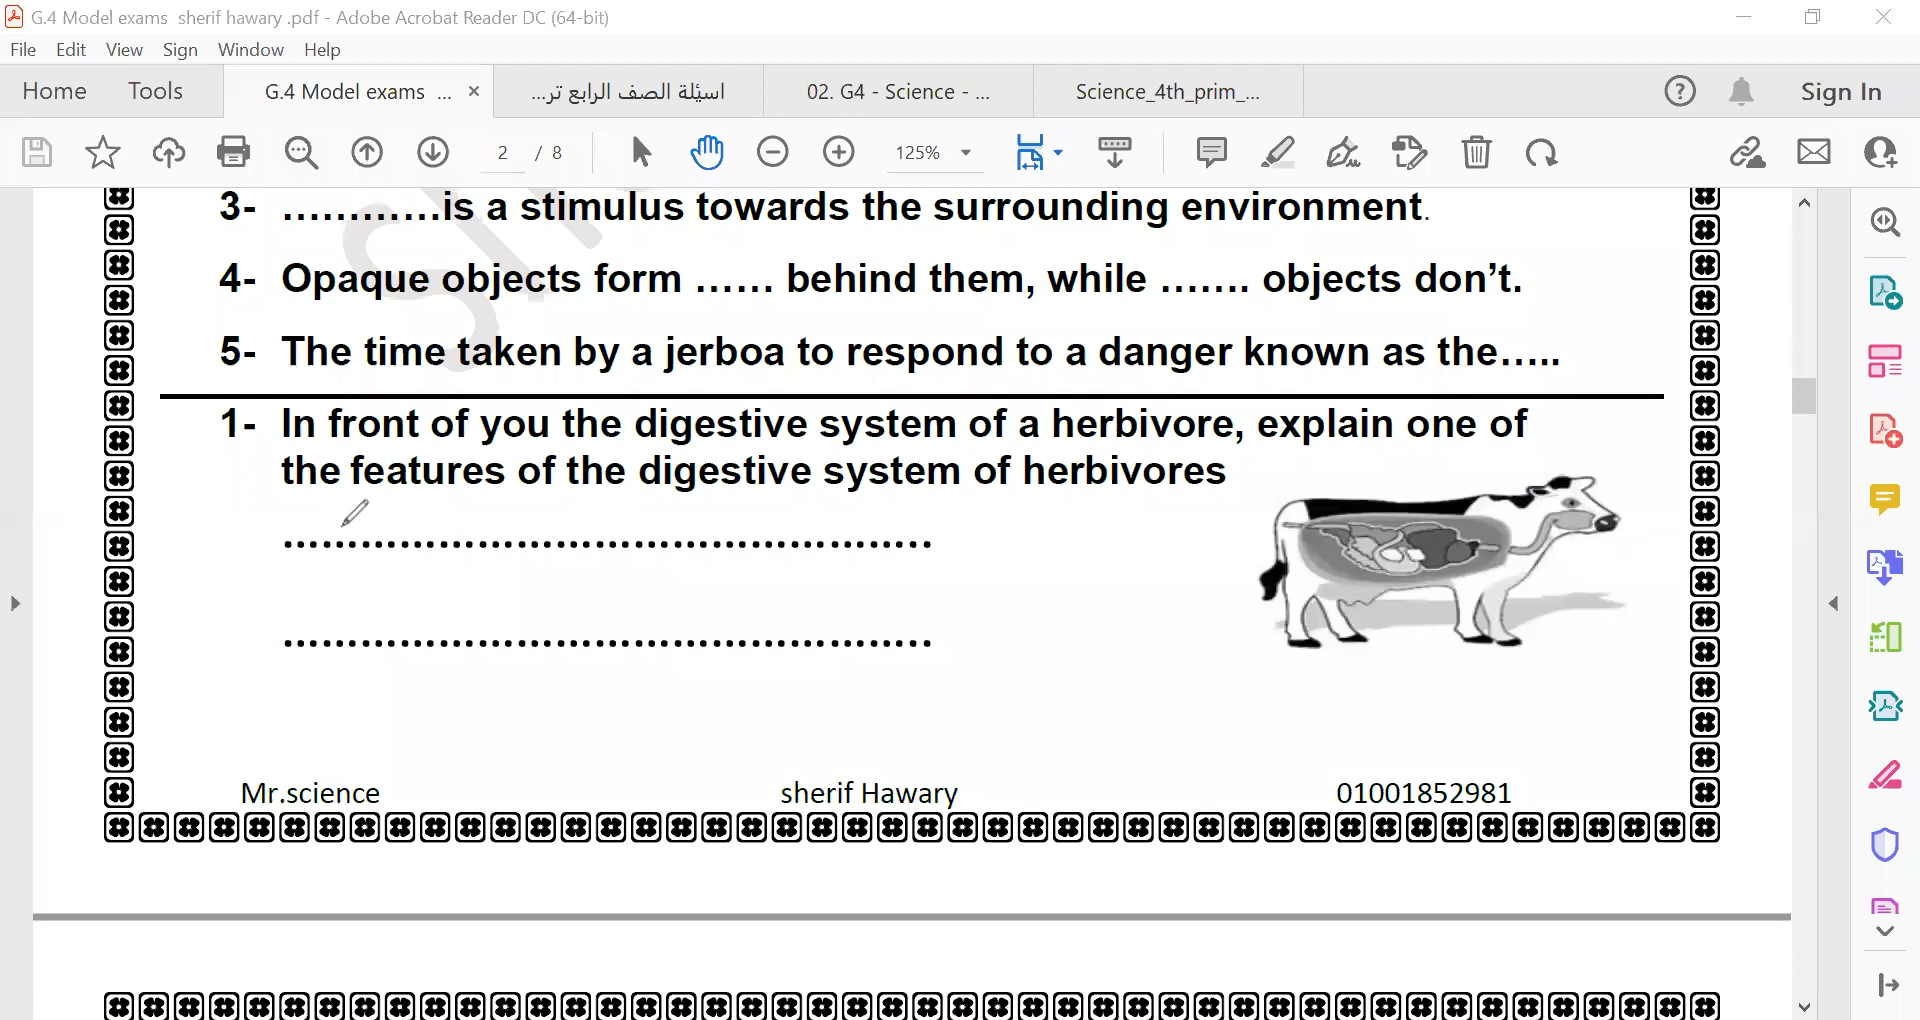 G.4 Model exams  sherif hawary .pdf - Adobe Acrobat Reader DC (64-bit)
File Edit View Sign Window Help
Home Tools G.4 Model exams ... × اسئلة الصف الرابع تر... 02. G4 - Science - ... Science_4th_prim_... Sign In
2 / 8 125%
3- ............is a stimulus towards the surrounding environment.
4- Opaque objects form ...... behind them, while ....... objects don't.
5- The time taken by a jerboa to respond to a danger known as the.....
1- In front of you the digestive system of a herbivore, explain one of
the features of the digestive system of herbivores
..................................................
..................................................
Mr.science sherif Hawary 01001852981